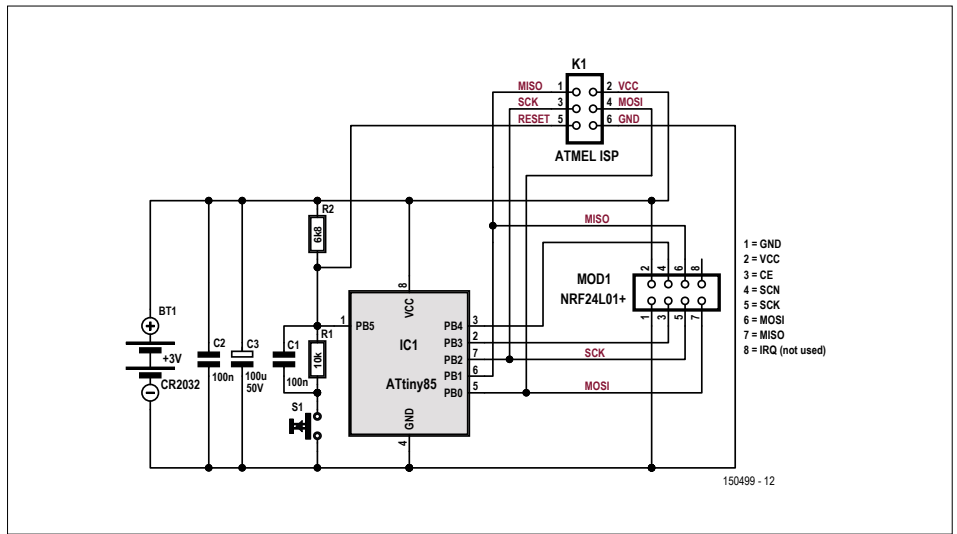 K1
MISO 1 2 VCC
SCK 3 4 MOSI
RESET 5 6 GND
ATMEL ISP
R2
6k8
MISO
2 4 6 8
MOD1
NRF24L01+
1 3 5 7
1 = GND
2 = VCC
3 = CE
4 = SCN
5 = SCK
6 = MOSI
7 = MISO
8 = IRQ (not used)
8
VCC
BT1
+3V
CR2032
C2
100n
C3
100u
50V
C1
100n
1 PB5
R1
10k
IC1
ATtiny85
PB4 3
PB3 2
PB2 7
PB1 6
PB0 5
SCK
MOSI
S1
GND
4
150499 - 12